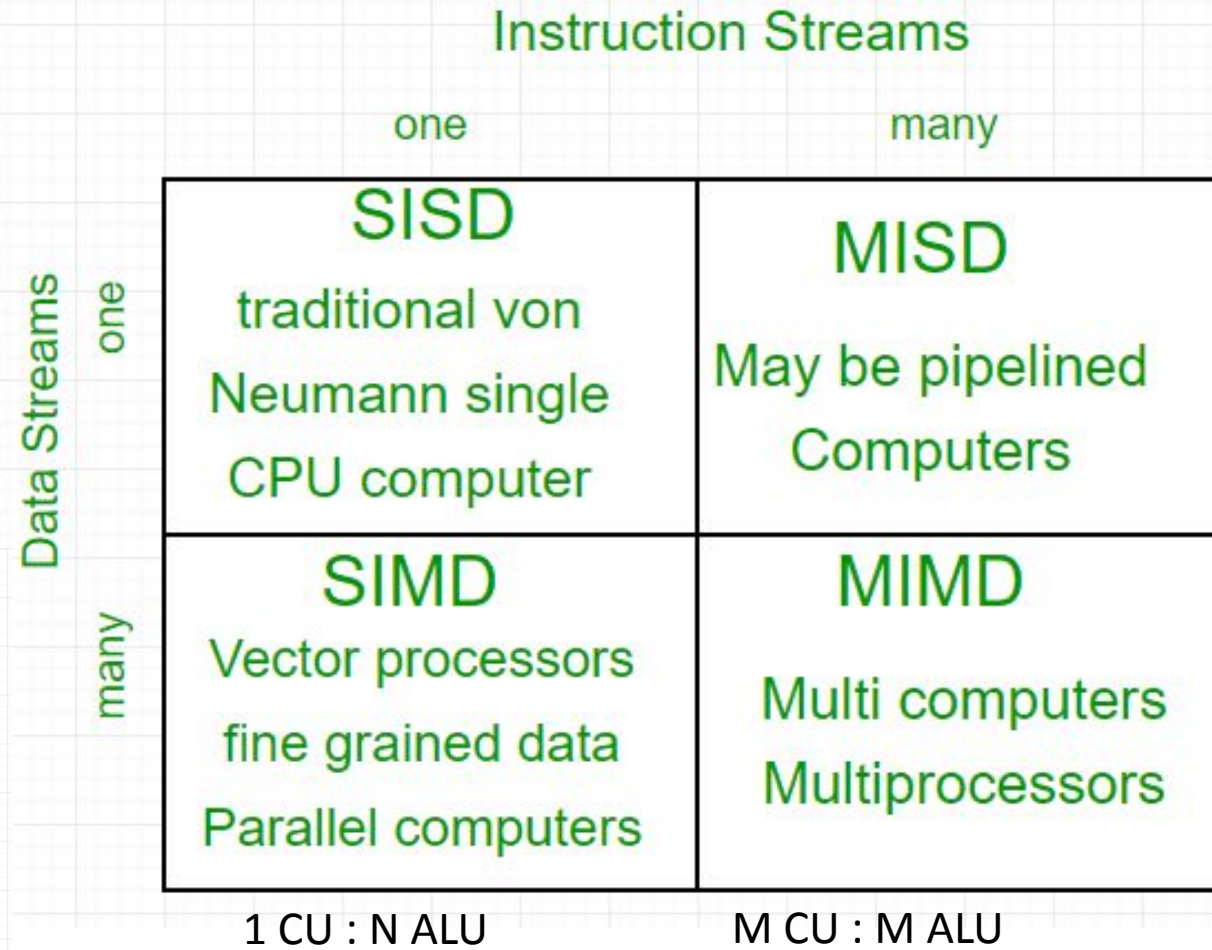 Instruction Streams
one
many
Data Streams
one
many
SISD
traditional von
Neumann single
CPU computer
MISD
May be pipelined
Computers
SIMD
Vector processors
fine grained data
Parallel computers
MIMD
Multi computers
Multiprocessors
1 CU : N ALU
M CU : M ALU